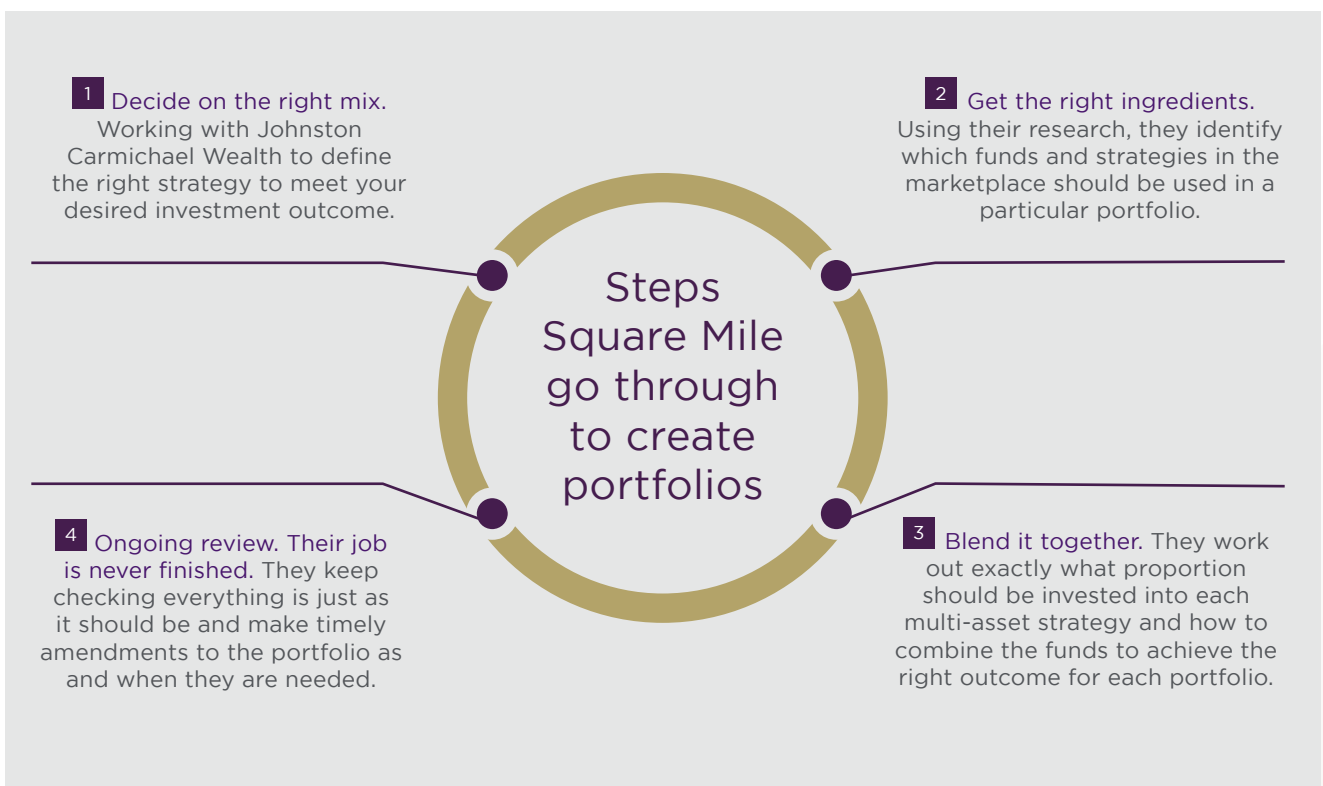 1 Decide on the right mix.
Working with Johnston
Carmichael Wealth to define
the right strategy to meet your
desired investment outcome.
2 Get the right ingredients.
Using their research, they identify
which funds and strategies in the
marketplace should be used in a
particular portfolio.
Steps
Square Mile
go through
to create
portfolios
3 Blend it together. They work
out exactly what proportion
should be invested into each
multi-asset strategy and how to
combine the funds to achieve the
right outcome for each portfolio.
4 Ongoing review. Their job
is never finished. They keep
checking everything is just as
it should be and make timely
amendments to the portfolio as
and when they are needed.